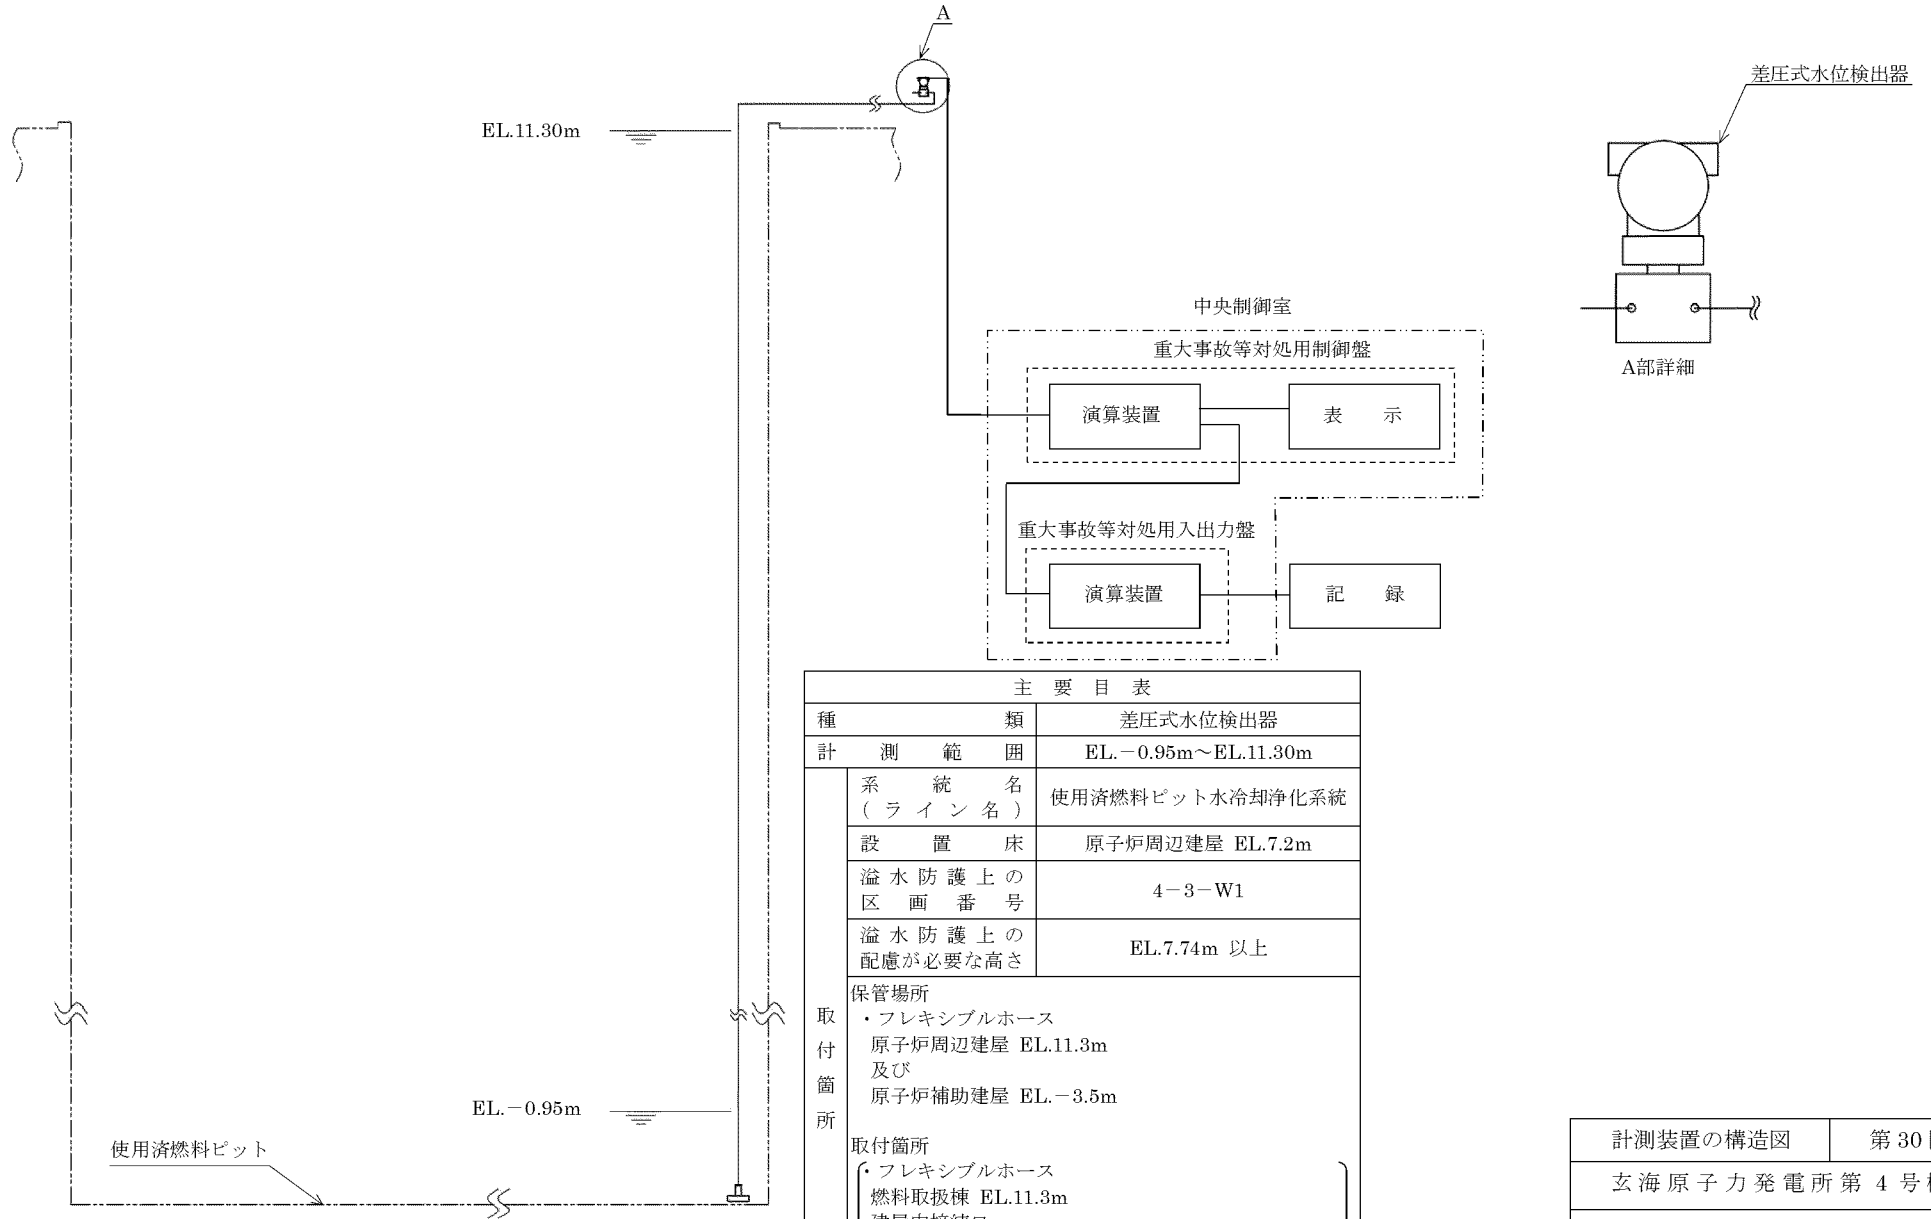 A
EL.11.30m
差圧式水位検出器
A部詳細
中央制御室
重大事故等対処用制御盤
演算装置
表 示
重大事故等対処用入出力盤
演算装置
記 録
EL.−0.95m
使用済燃料ピット
主 要 目 表
種 類 差圧式水位検出器
計 測 範 囲 EL.−0.95m～EL.11.30m
取付箇所
系 統 名
(ライン名)
使用済燃料ピット水冷却浄化系統
設 置 床 原子炉周辺建屋 EL.7.2m
溢水防護上の
区画番号
4−3−W1
溢水防護上の
配慮が必要な高さ
EL.7.74m 以上
保管場所
・フレキシブルホース
原子炉周辺建屋 EL.11.3m
及び
原子炉補助建屋 EL.−3.5m
取付箇所
・フレキシブルホース
燃料取扱棟 EL.11.3m
計測装置の構造図 第 30
玄海原子力発電所第 4 号